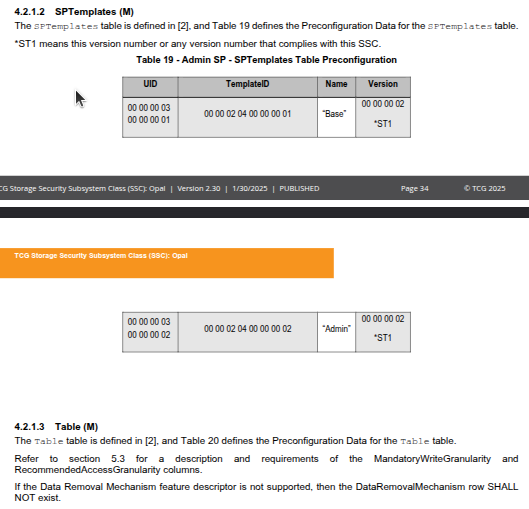 4.2.1.2 SPTemplates (M)
The SPTemplates table is defined in [2], and Table 19 defines the Preconfiguration Data for the SPTemplates table.
*ST1 means this version number or any version number that complies with this SSC.
Table 19 - Admin SP - SPTemplates Table Preconfiguration
UID TemplateID Name Version
00 00 00 03
00 00 00 01
00 00 02 04 00 00 00 01
"Base"
00 00 00 02
*ST1
CG Storage Security Subsystem Class (SSC): Opal | Version 2.30 | 1/30/2025 | PUBLISHED Page 34 © TCG 2025
TCG Storage Security Subsystem Class (SSC): Opal
00 00 00 03
00 00 00 02
00 00 02 04 00 00 00 02
"Admin"
00 00 00 02
*ST1
4.2.1.3 Table (M)
The Table table is defined in [2], and Table 20 defines the Preconfiguration Data for the Table table.
Refer to section 5.3 for a description and requirements of the MandatoryWriteGranularity and
RecommendedAccessGranularity columns.
If the Data Removal Mechanism feature descriptor is not supported, then the DataRemovalMechanism row SHALL
NOT exist.